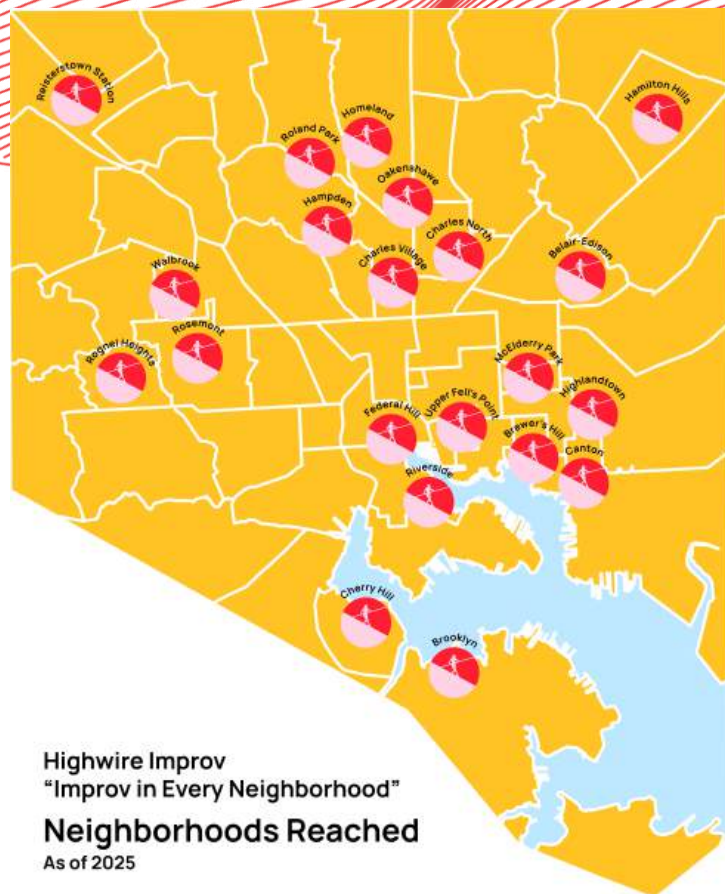 Reisterstown Station
Hamilton Hills
Homeland
Roland Park
Oakenshawe
Hampden
Charles North
Belair-Edison
Charles Village
Walbrook
Rosemont
Rognel Heights
McElderry Park
Highlandtown
Federal Hill
Upper Fell's Point
Brewer's Hill
Canton
Riverside
Cherry Hill
Brooklyn
Highwire Improv
“Improv in Every Neighborhood”
Neighborhoods Reached
As of 2025